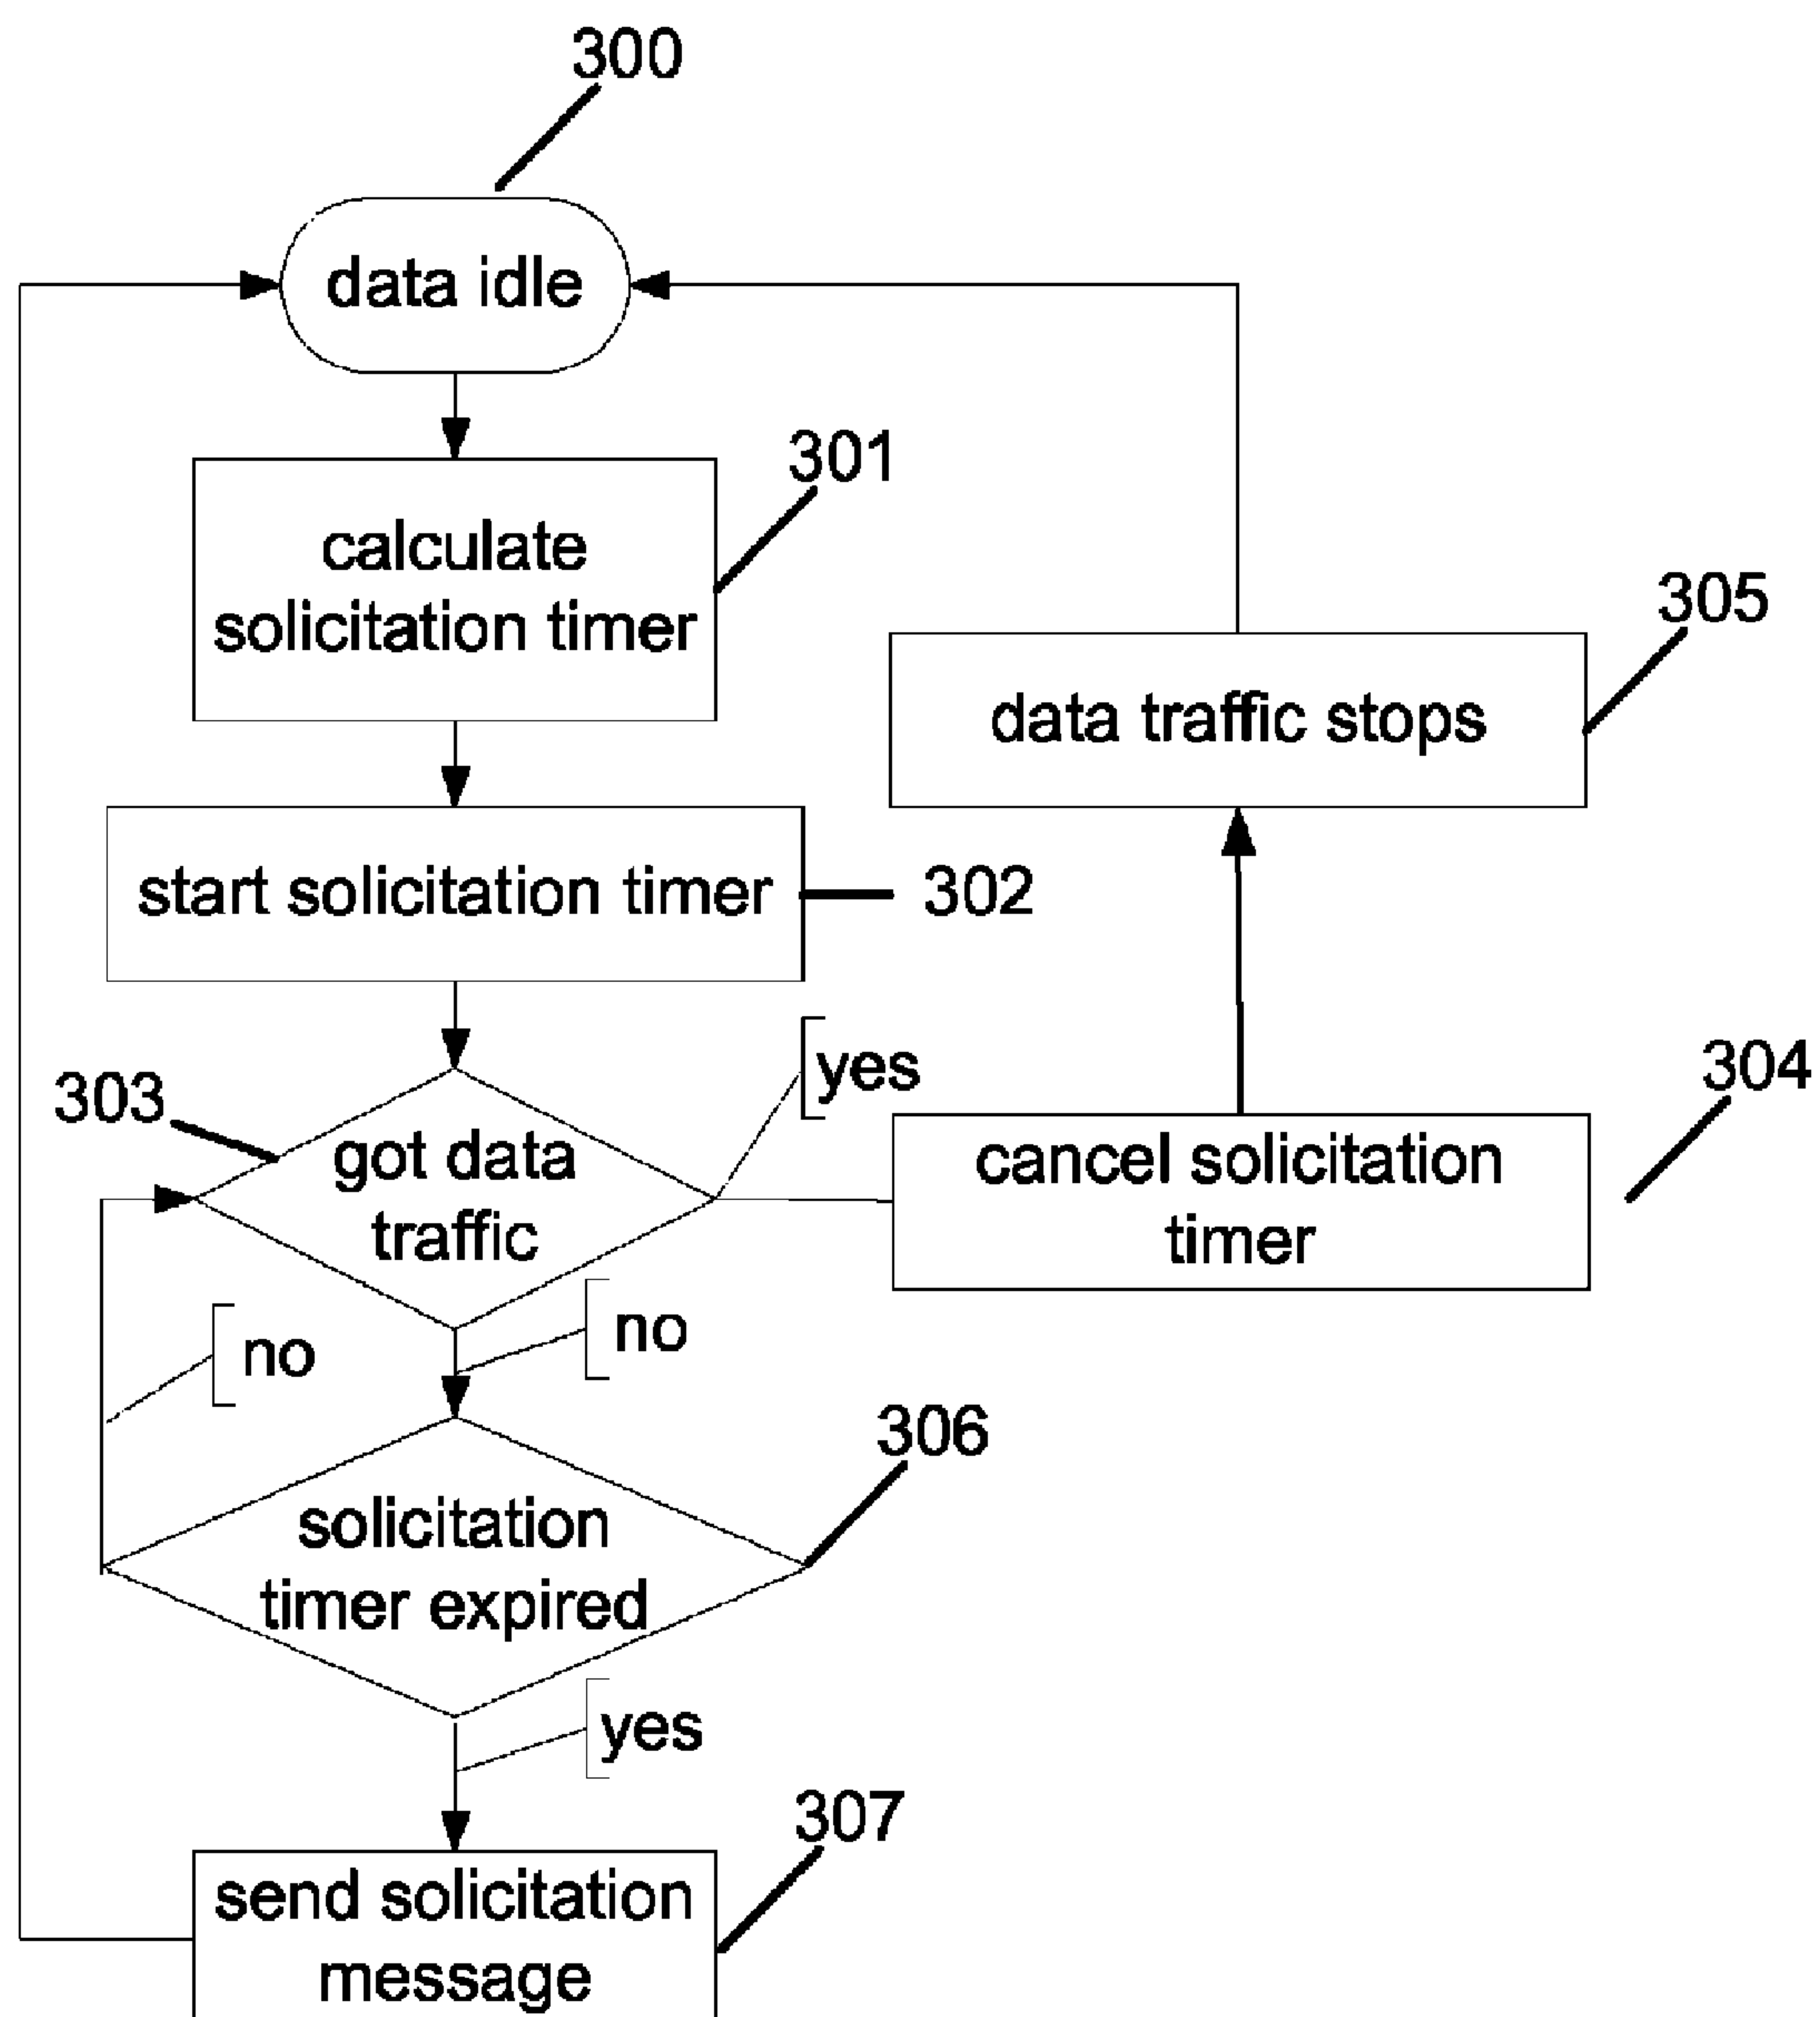 300
data idle
301
calculate
solicitation timer
305
data traffic stops
start solicitation timer
302
yes
304
303
got data
traffic
cancel solicitation
timer
no
no
306
solicitation
timer expired
yes
307
send solicitation
message